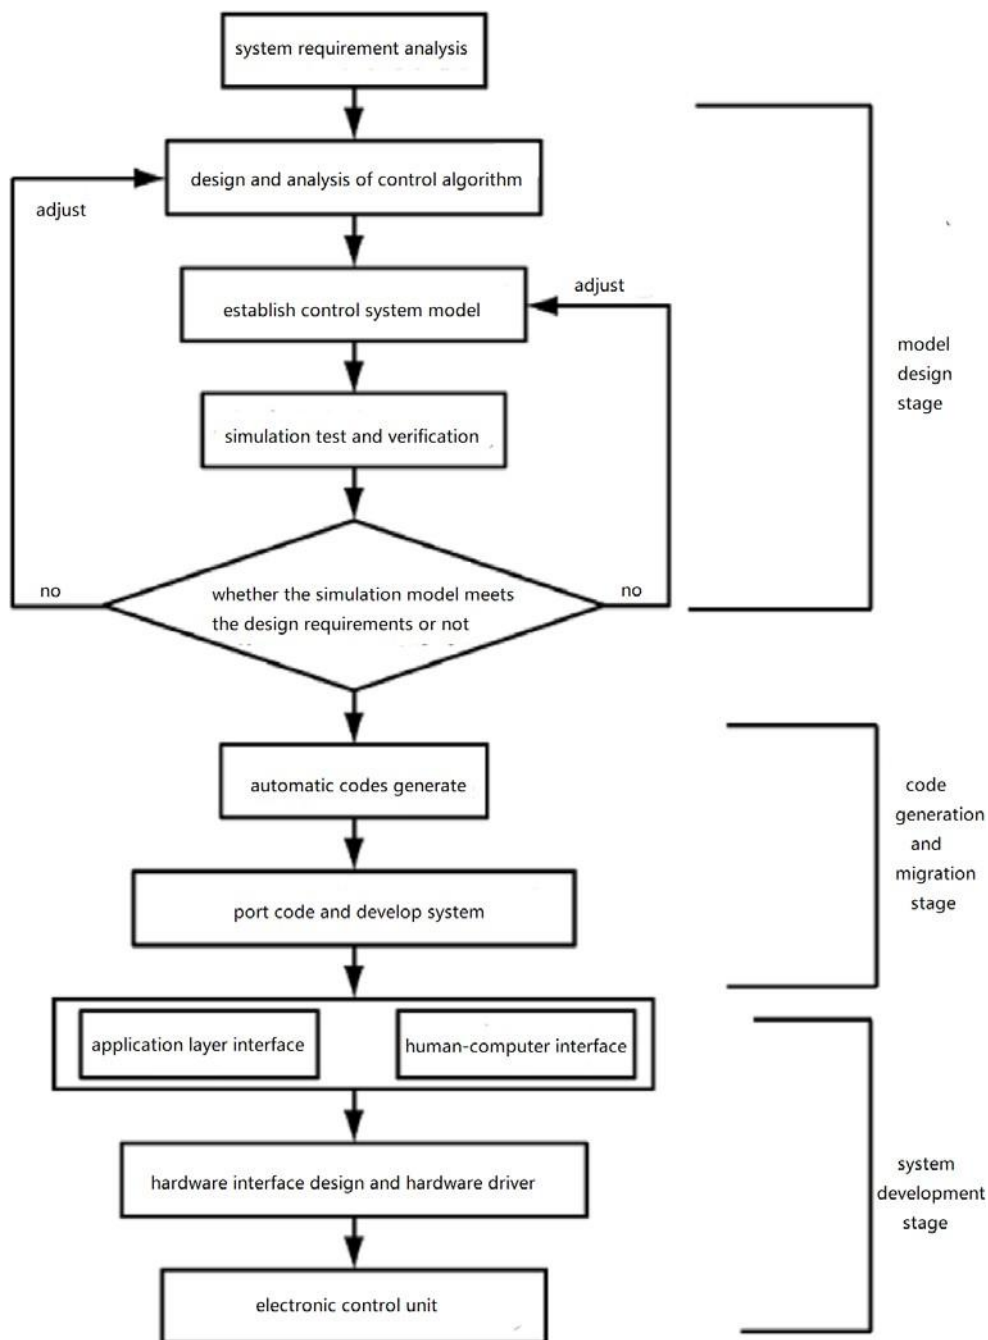 system requirement analysis
design and analysis of control algorithm
adjust
adjust
establish control system model
model
design
stage
simulation test and verification
no
whether the simulation model meets
the design requirements or not
no
automatic codes generate
code
generation
and
migration
stage
port code and develop system
application layer interface
human-computer interface
hardware interface design and hardware driver
system
development
stage
electronic control unit